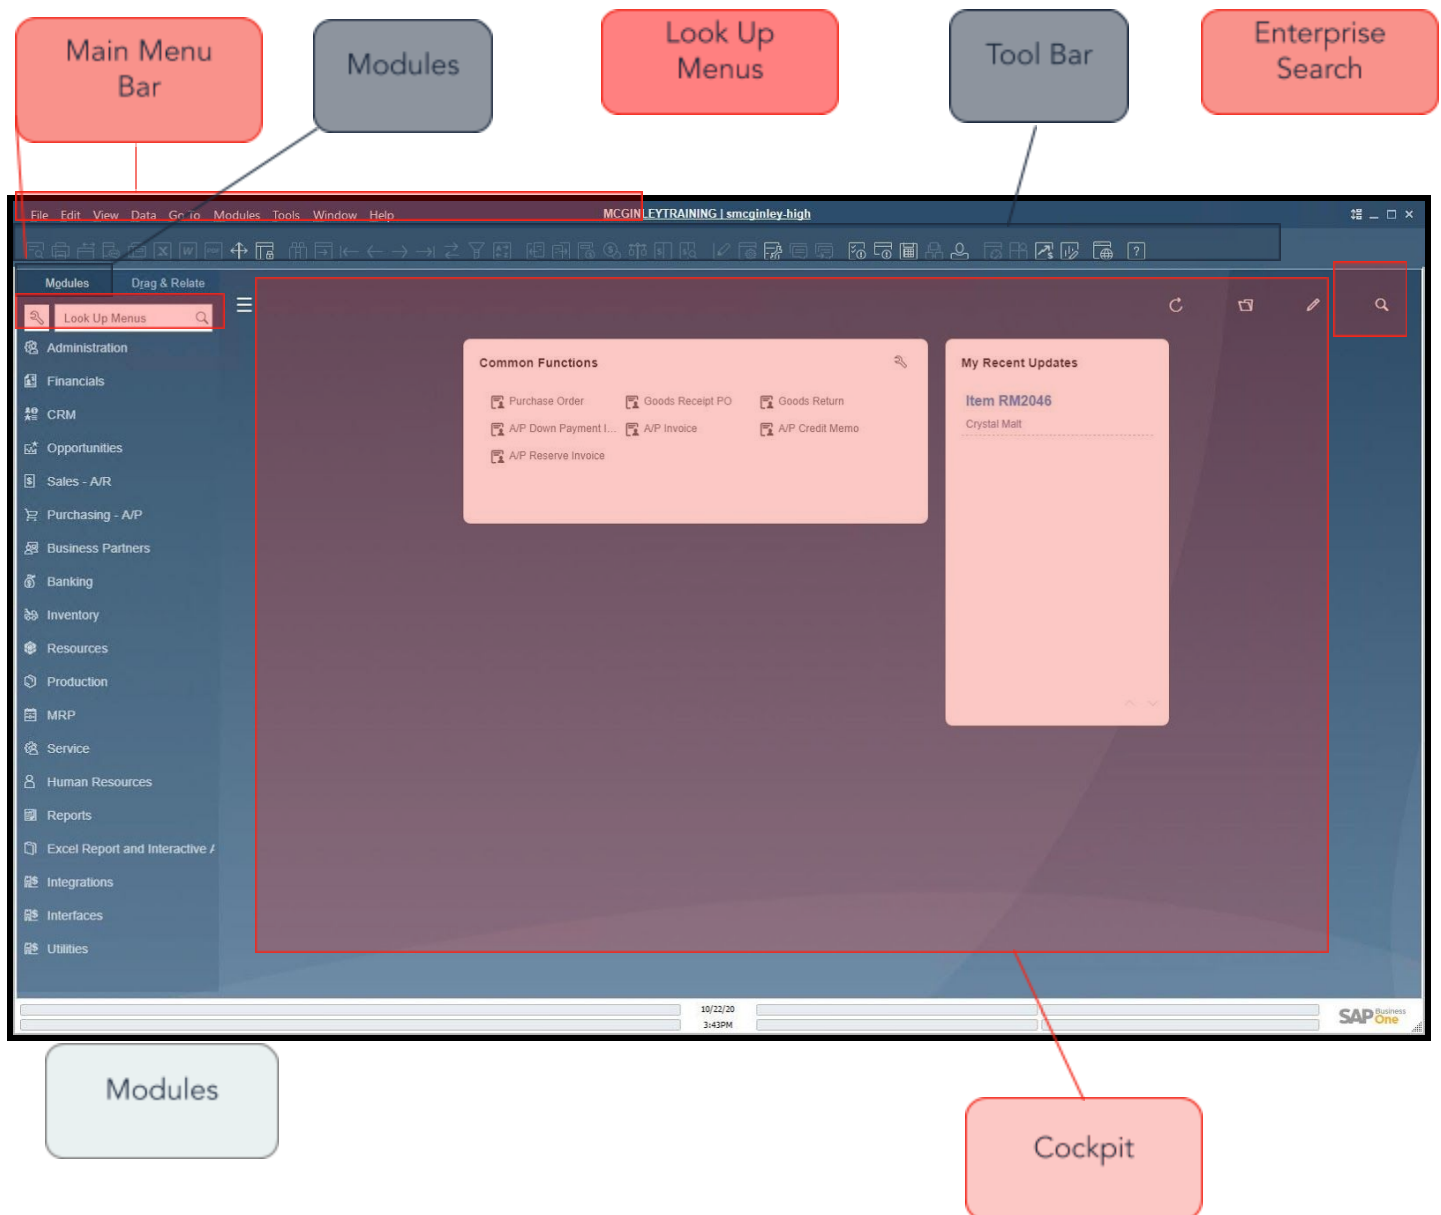 Main Menu
Bar
Modules
Look Up
Menus
Tool Bar
Enterprise
Search
File Edit View Data Go To Modules Tools Window Help
MCGINLEYTRAINING | smcginley-high
Modules Drag & Relate
Look Up Menus
Administration
Financials
CRM
Opportunities
Sales - A/R
Purchasing - A/P
Business Partners
Banking
Inventory
Resources
Production
MRP
Service
Human Resources
Reports
Excel Report and Interactive A
Integrations
Interfaces
Utilities
Common Functions
Purchase Order Goods Receipt PO Goods Return
A/P Down Payment I... A/P Invoice A/P Credit Memo
A/P Reserve Invoice
My Recent Updates
Item RM2046
Crystal Malt
10/22/20
3:43PM
SAP Business One
Modules
Cockpit